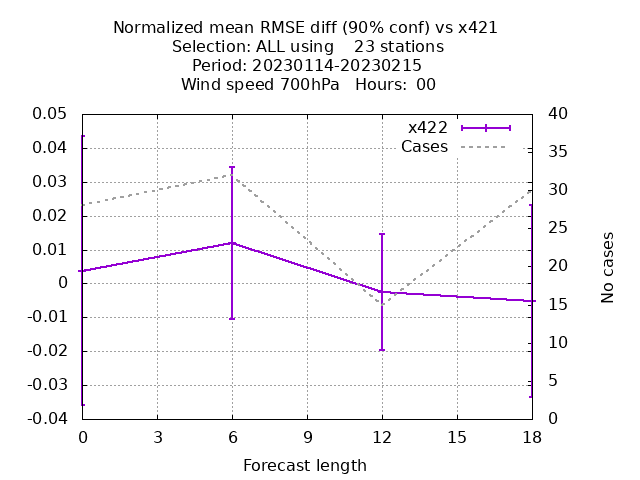 Normalized mean RMSE diff (90% conf) vs x421
Selection: ALL using    23 stations
Period: 20230114-20230215
Wind speed 700hPa   Hours:  00
x422
Cases
0.05
0.04
0.03
0.02
0.01
0
-0.01
-0.02
-0.03
-0.04
40
35
30
25
20
15
10
5
0
No cases
0 3 6 9 12 15 18
Forecast length